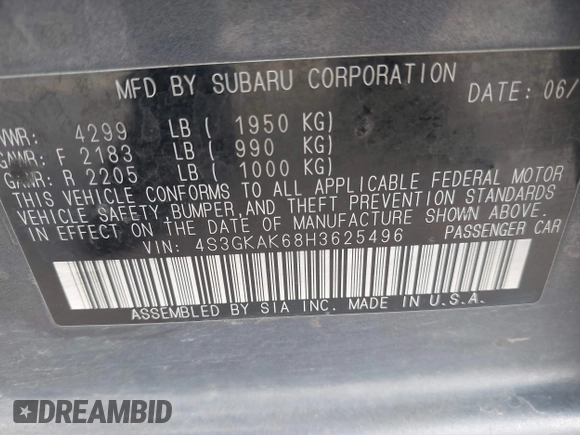 MFD BY SUBARU CORPORATION DATE: 06/
VWR: 4299 LB ( 1950 KG)
GAWR: F 2183 LB ( 990 KG)
GAWR: R 2205 LB ( 1000 KG)
THIS VEHICLE CONFORMS TO ALL APPLICABLE FEDERAL MOTOR
VEHICLE SAFETY, BUMPER, AND THEFT PREVENTION STANDARDS
IN EFFECT ON THE DATE OF MANUFACTURE SHOWN ABOVE.
VIN: 4S3GKAK68H3625496 PASSENGER CAR
ASSEMBLED BY SIA INC. MADE IN U.S.A.
DREAMBID